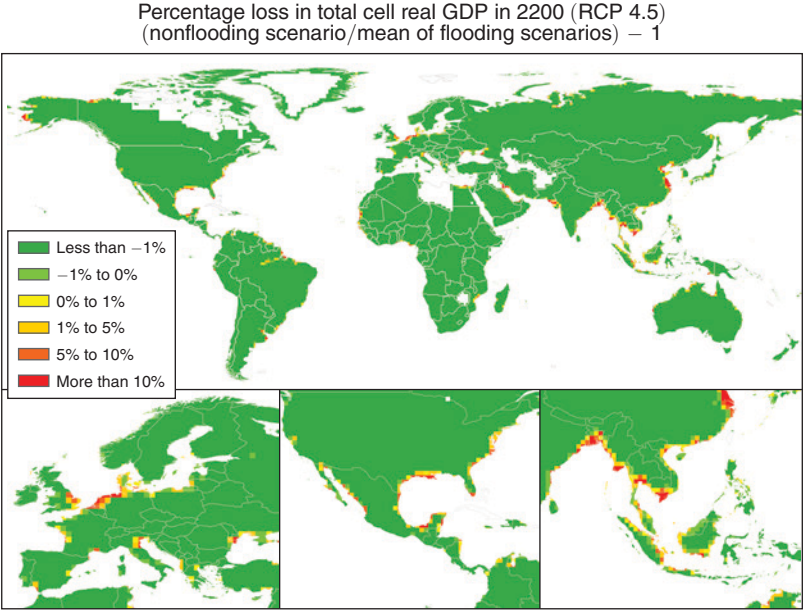 Percentage loss in total cell real GDP in 2200 (RCP 4.5)
(nonflooding scenario/mean of flooding scenarios) − 1
Less than −1%
−1% to 0%
0% to 1%
1% to 5%
5% to 10%
More than 10%